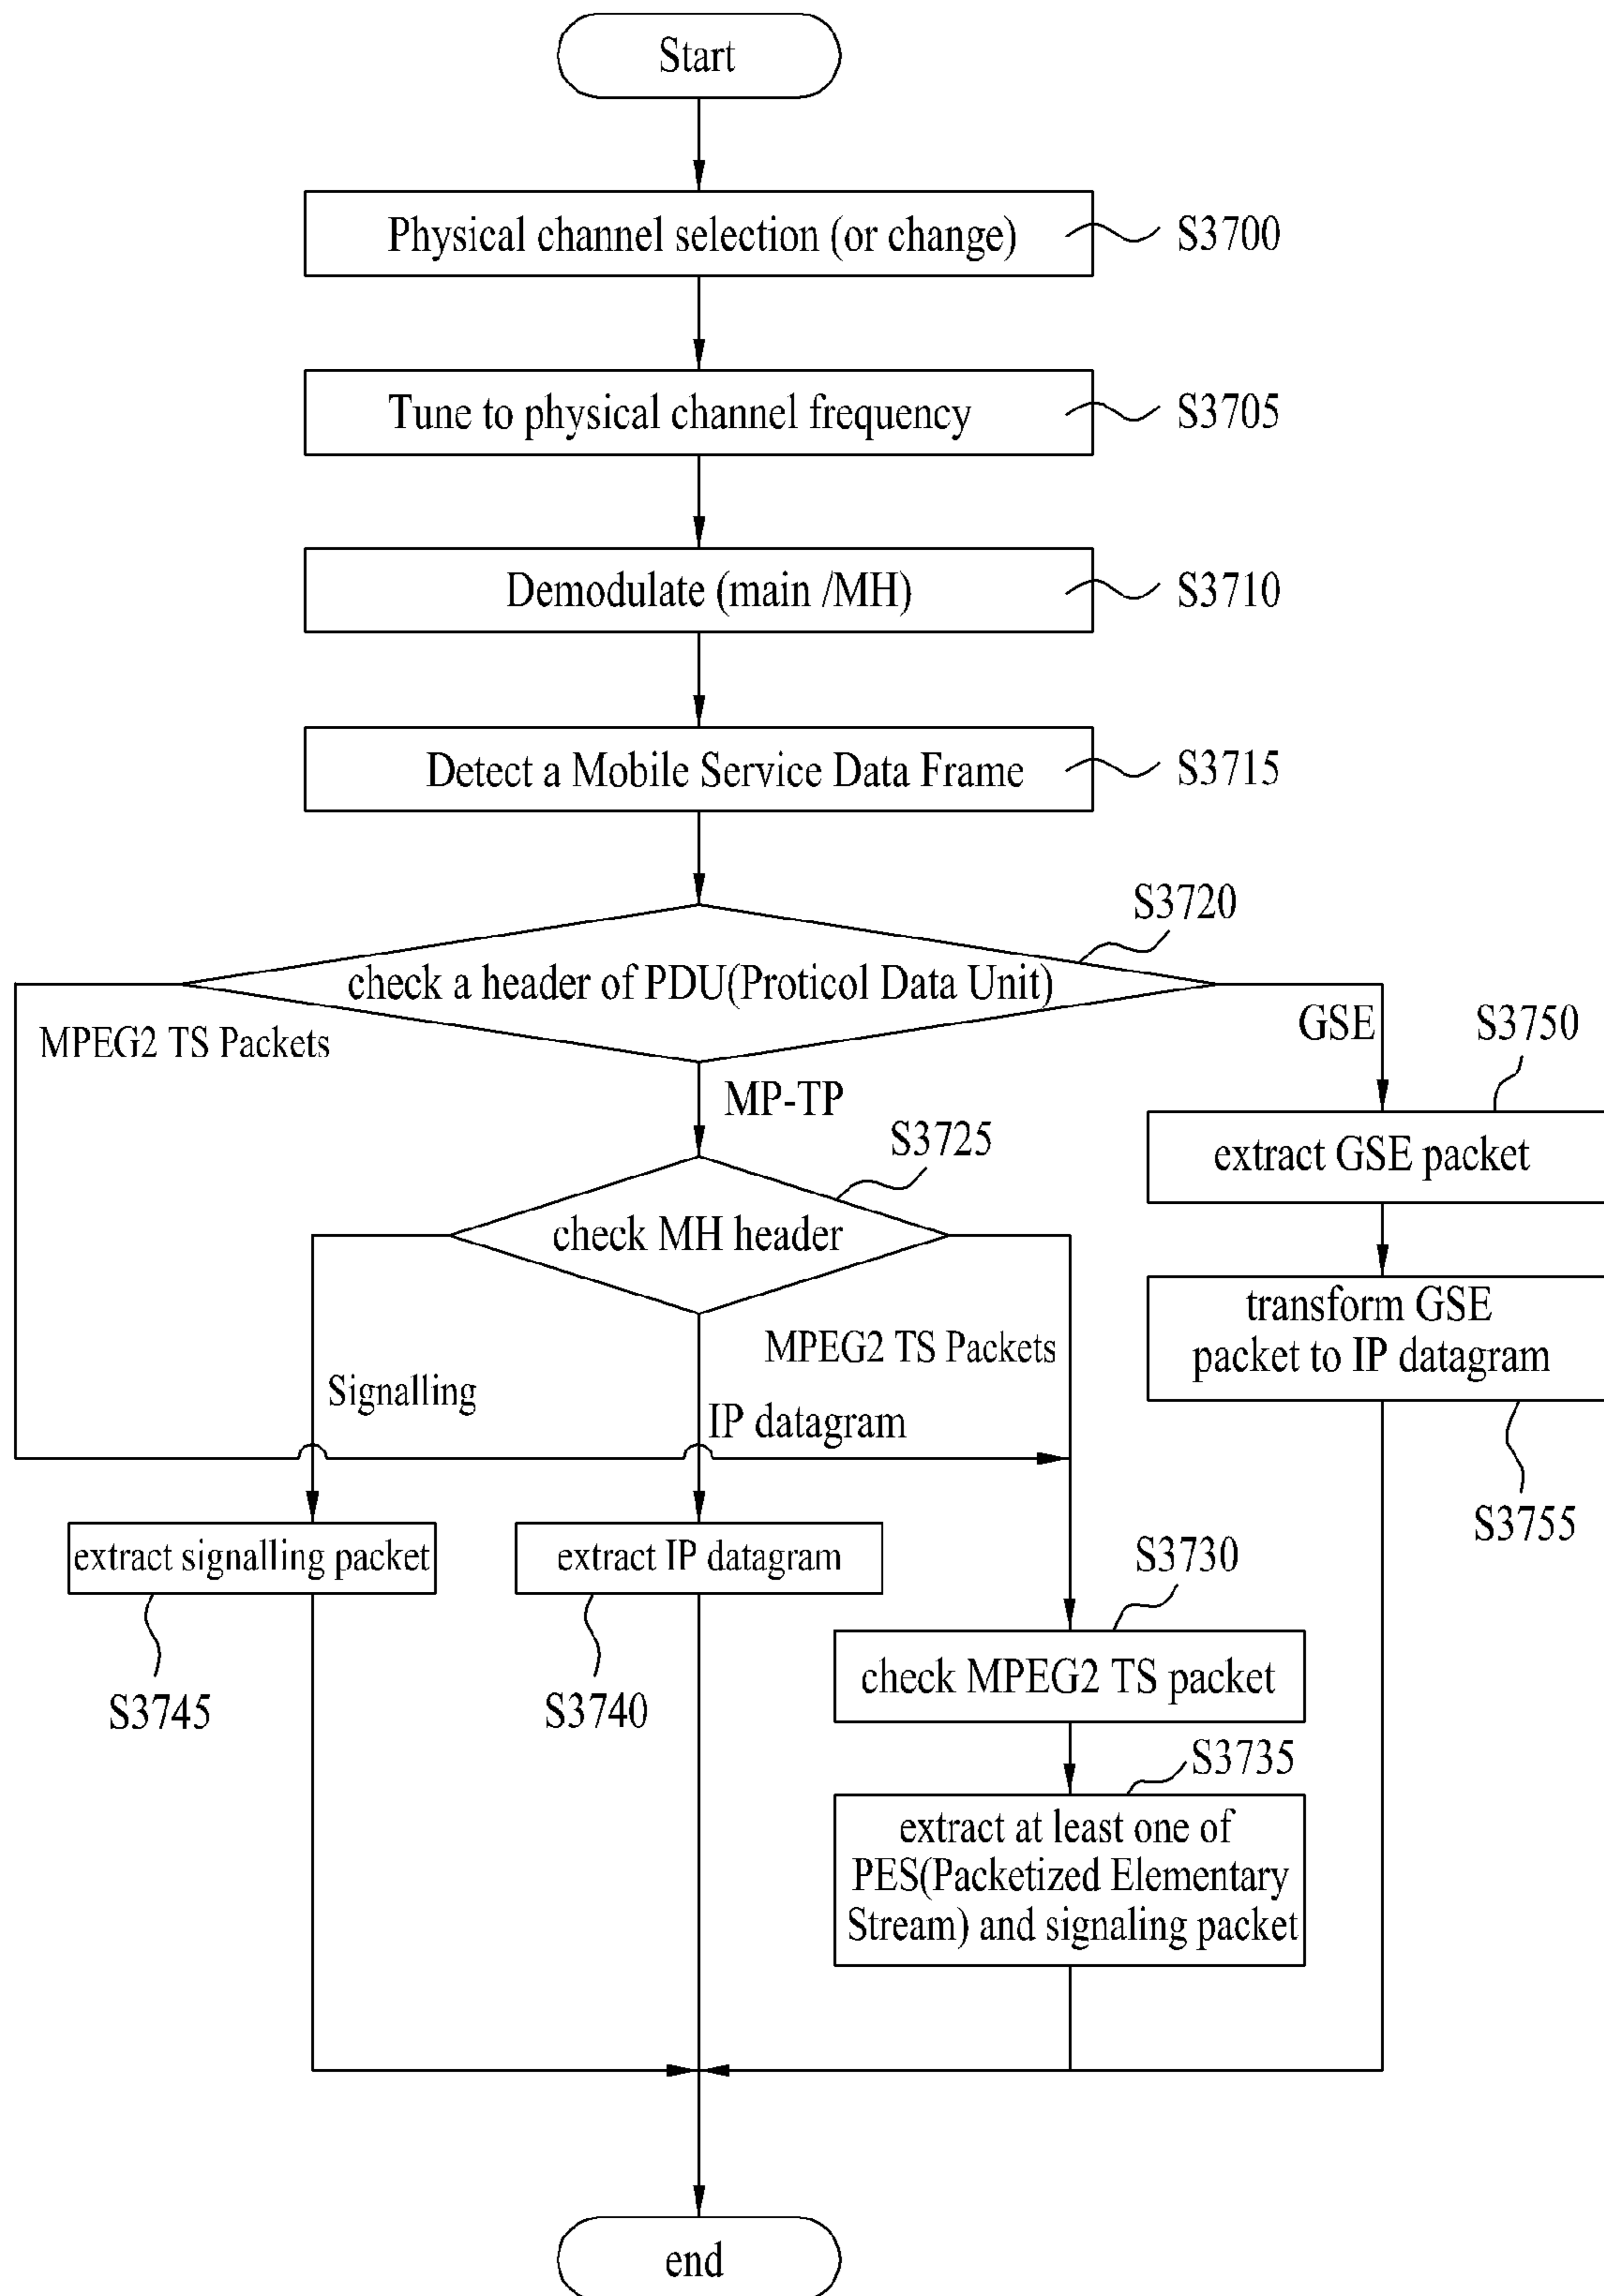 Start
Physical channel selection (or change)
S3700
Tune to physical channel frequency
S3705
Demodulate (main /MH)
S3710
Detect a Mobile Service Data Frame
S3715
S3720
check a header of PDU(Proticol Data Unit)
MPEG2 TS Packets
GSE
S3750
MP-TP
S3725
extract GSE packet
check MH header
transform GSE
packet to IP datagram
MPEG2 TS Packets
Signalling
IP datagram
S3755
extract signalling packet
extract IP datagram
S3730
S3745
S3740
check MPEG2 TS packet
S3735
extract at least one of
PES(Packetized Elementary
Stream) and signaling packet
end